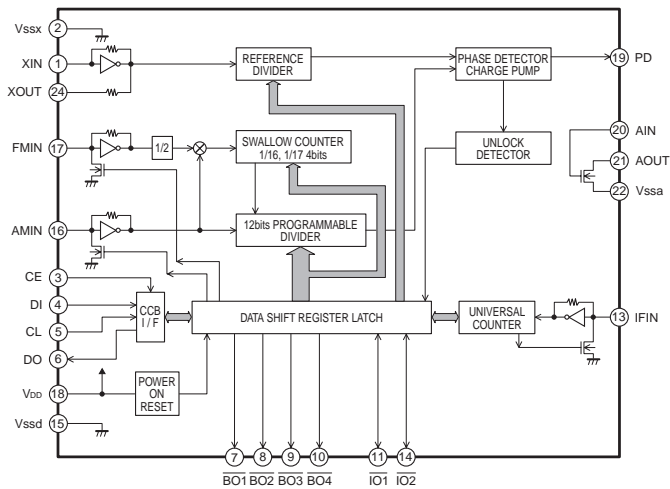 Vssx 2
XIN 1
XOUT 24
REFERENCE
DIVIDER
PHASE DETECTOR
CHARGE PUMP
19 PD
FMIN 17
1/2
SWALLOW COUNTER
1/16, 1/17 4bits
UNLOCK
DETECTOR
20 AIN
21 AOUT
22 Vssa
AMIN 16
12bits PROGRAMMABLE
DIVIDER
CE 3
DI 4
CL 5
DO 6
CCB
I / F
DATA SHIFT REGISTER LATCH
UNIVERSAL
COUNTER
13 IFIN
VDD 18
POWER
ON
RESET
Vssd 15
7 8 9 10 11 14
BO1 BO2 BO3 BO4 IO1 IO2